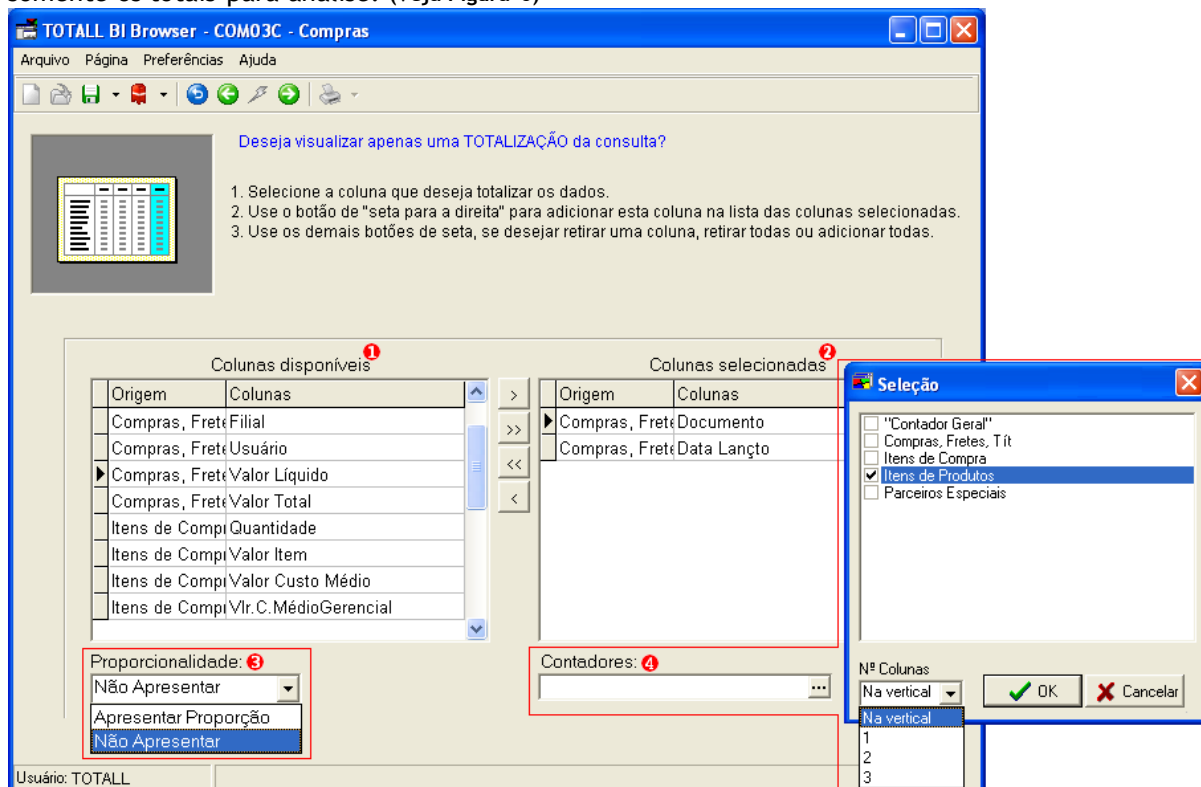 TOTALL BI Browser - COM03C - Compras
Arquivo Página Preferências Ajuda
Deseja visualizar apenas uma TOTALIZAÇÃO da consulta?
1. Selecione a coluna que deseja totalizar os dados.
2. Use o botão de "seta para a direita" para adicionar esta coluna na lista das colunas selecionadas.
3. Use os demais botões de seta, se desejar retirar uma coluna, retirar todas ou adicionar todas.
Colunas disponíveis 1
Origem Colunas
Compras, Frete Filial
Compras, Frete Usuário
Compras, Frete Valor Líquido
Compras, Frete Valor Total
Itens de Compr Quantidade
Itens de Compr Valor Item
Itens de Compr Valor Custo Médio
Itens de Compr Vlr.C.MédioGerencial
>
>>
<<
<
Colunas selecionadas 2
Origem Colunas
Compras, Frete Documento
Compras, Frete Data Lançto
Proporcionalidade: 3
Não Apresentar
Apresentar Proporção
Não Apresentar
Contadores: 4
...
Seleção
"Contador Geral"
Compras, Fretes, Tít
Itens de Compra
Itens de Produtos
Parceiros Especiais
Nº Colunas
Na vertical
OK Cancelar
Na vertical
1
2
3
Usuário: TOTALL